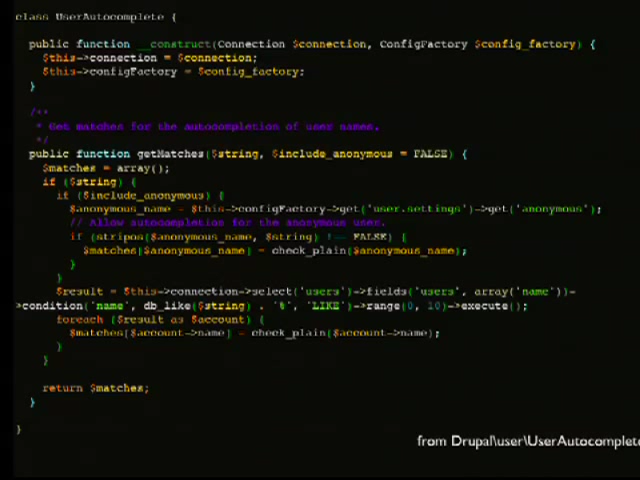 class UserAutocomplete {
public function __construct(Connection $connection, ConfigFactory $config_factory) {
$this->connection = $connection;
$this->configFactory = $config_factory;
}
/**
* Get matches for the autocompletion of user names.
*/
public function getMatches($string, $include_anonymous = FALSE) {
$matches = array();
if ($string) {
if ($include_anonymous) {
$anonymous_name = $this->configFactory->get('user.settings')->get('anonymous');
// Allow autocompletion for the anonymous user.
if (stripos($anonymous_name, $string) !== FALSE) {
$matches[$anonymous_name] = check_plain($anonymous_name);
}
}
$result = $this->connection->select('users')->fields('users', array('name'))-
>condition('name', db_like($string) . '%', 'LIKE')->range(0, 10)->execute();
foreach ($result as $account) {
$matches[$account->name] = check_plain($account->name);
}
}
return $matches;
}
}
from Drupal\user\UserAutocomplete